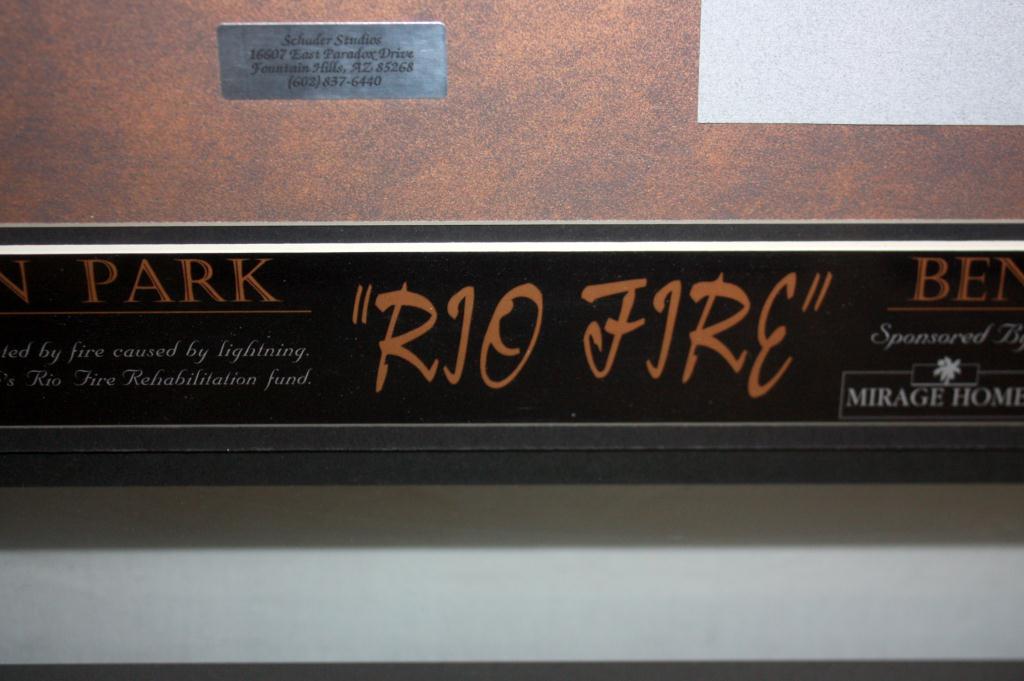 Schuder Studios
16607 East Paradox Drive
Fountain Hills, AZ 85268
(602) 837-6440
N PARK
ted by fire caused by lightning.
's Rio Fire Rehabilitation fund.
"RIO FIRE"
BEN
Sponsored By
MIRAGE HOME